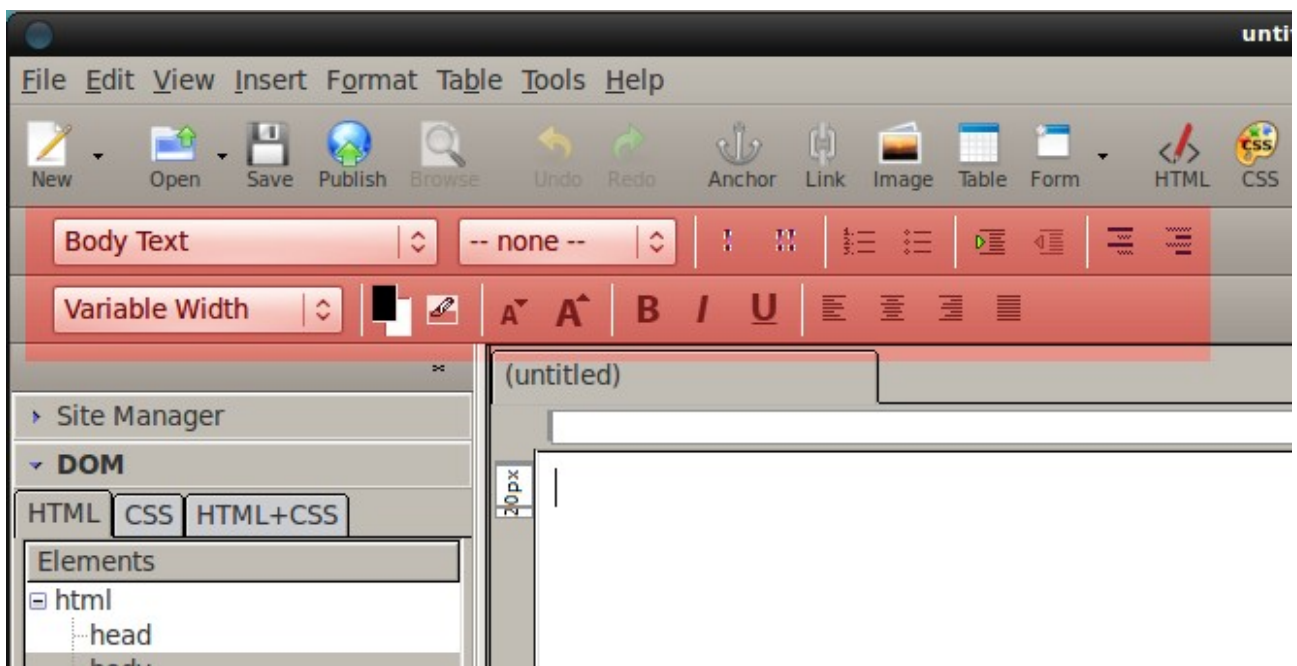 unti
File Edit View Insert Format Table Tools Help
New Open Save Publish Browse Undo Redo Anchor Link Image Table Form HTML CSS
Body Text -- none --
Variable Width A A B I U
(untitled)
Site Manager
DOM
20px
HTML CSS HTML+CSS
Elements
html
head
body